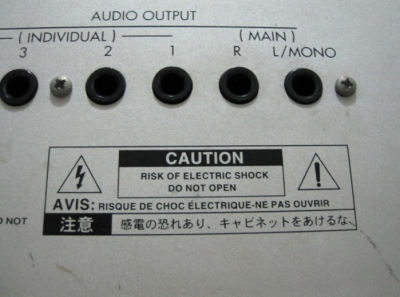 AUDIO OUTPUT
( INDIVIDUAL ) ( MAIN )
3 2 1 R L/MONO
CAUTION
RISK OF ELECTRIC SHOCK
DO NOT OPEN
AVIS: RISQUE DE CHOC ÉLECTRIQUE-NE PAS OUVRIR
注意 感電の恐れあり、キャビネットをあけるな。
NOT